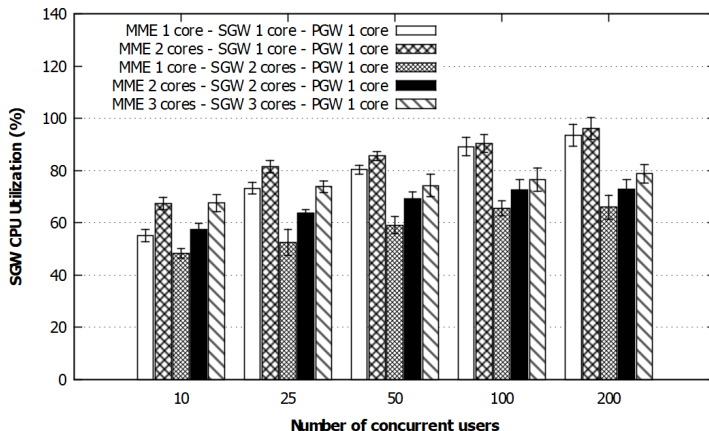 140
120
100
80
60
40
20
0
SGW CPU Utilization (%)
MME 1 core - SGW 1 core - PGW 1 core
MME 2 cores - SGW 1 core - PGW 1 core
MME 1 core - SGW 2 cores - PGW 1 core
MME 2 cores - SGW 2 cores - PGW 1 core
MME 3 cores - SGW 3 cores - PGW 1 core
10 25 50 100 200
Number of concurrent users